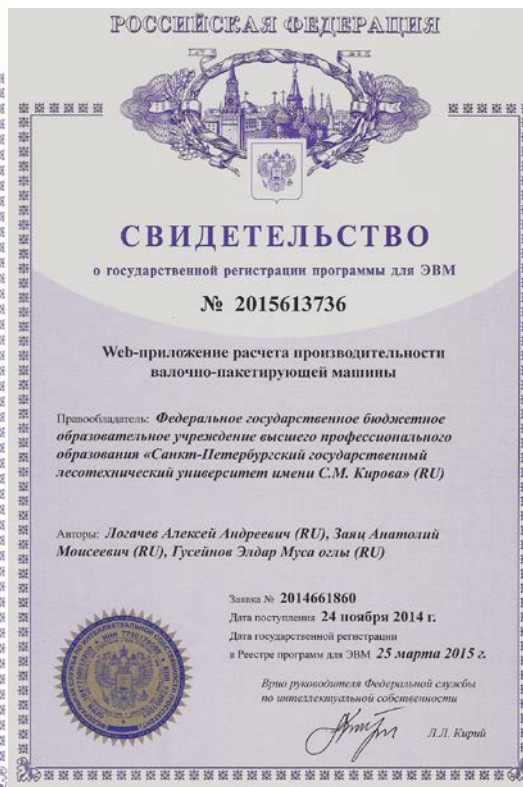 РОССИЙСКАЯ ФЕДЕРАЦИЯ
СВИДЕТЕЛЬСТВО
о государственной регистрации программы для ЭВМ
№ 2015613736
Web-приложение расчета производительности
валочно-пакетирующей машины
Правообладатель: Федеральное государственное бюджетное
образовательное учреждение высшего профессионального
образования «Санкт-Петербургский государственный
лесотехнический университет имени С.М. Кирова» (RU)
Авторы: Логачев Алексей Андреевич (RU), Заяц Анатолий
Моисеевич (RU), Гусейнов Элдар Муса оглы (RU)
Заявка № 2014661860
Дата поступления 24 ноября 2014 г.
Дата государственной регистрации
в Реестре программ для ЭВМ 25 марта 2015 г.
Врио руководителя Федеральной службы
по интеллектуальной собственности
Л.Л. Кирий